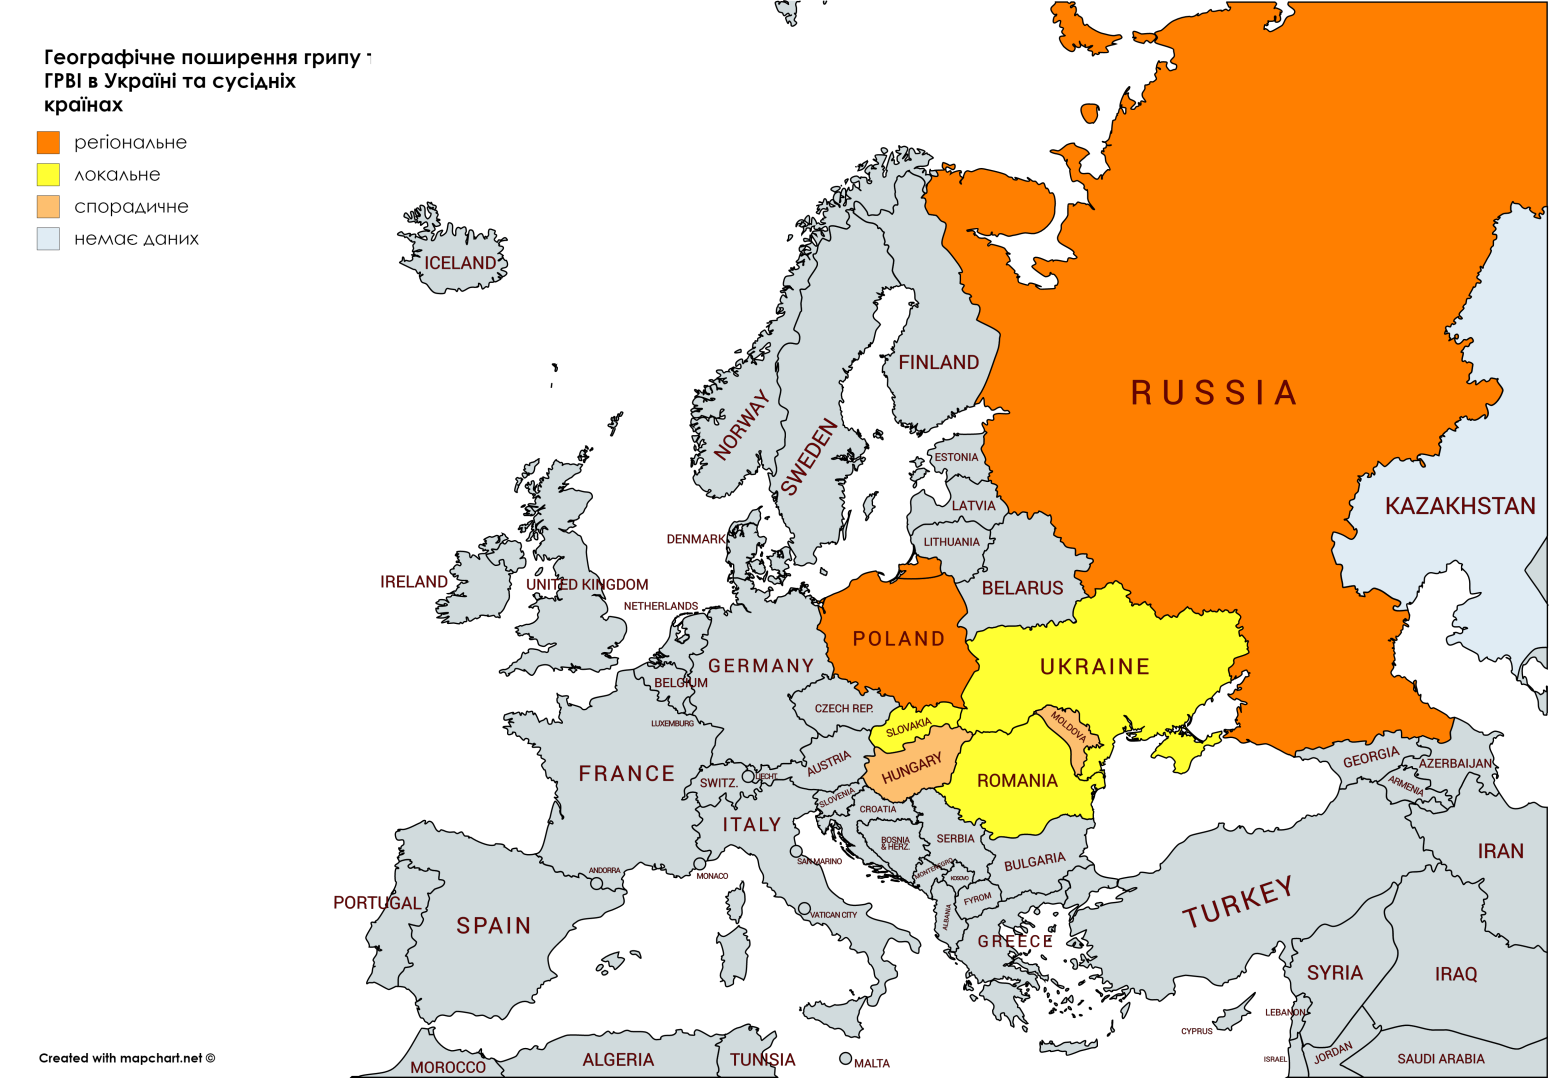 Географічне поширення грипу т
ГРВІ в Україні та сусідніх
країнах
регіональне
локальне
спорадичне
немає даних
ICELAND
FINLAND
RUSSIA
NORWAY
SWEDEN
ESTONIA
KAZAKHSTAN
LATVIA
DENMARK
LITHUANIA
IRELAND
UNITED KINGDOM
BELARUS
NETHERLANDS
POLAND
GERMANY
UKRAINE
BELGIUM
CZECH REP.
LUXEMBURG
SLOVAKIA
MOLDOVA
FRANCE
SWITZ.
LIECHT.
AUSTRIA
HUNGARY
ROMANIA
GEORGIA
AZERBAIJAN
ARMENIA
SLOVENIA
CROATIA
ITALY
BOSNIA
& HERZ.
SERBIA
SAN MARINO
MONTENEGRO
KOSOVO
BULGARIA
IRAN
ANDORRA
MONACO
PORTUGAL
SPAIN
VATICAN CITY
ALBANIA
FYROM
TURKEY
GREECE
SYRIA
IRAQ
LEBANON
CYPRUS
Created with mapchart.net ©
MOROCCO
ALGERIA
TUNISIA
MALTA
ISRAEL
JORDAN
SAUDI ARABIA